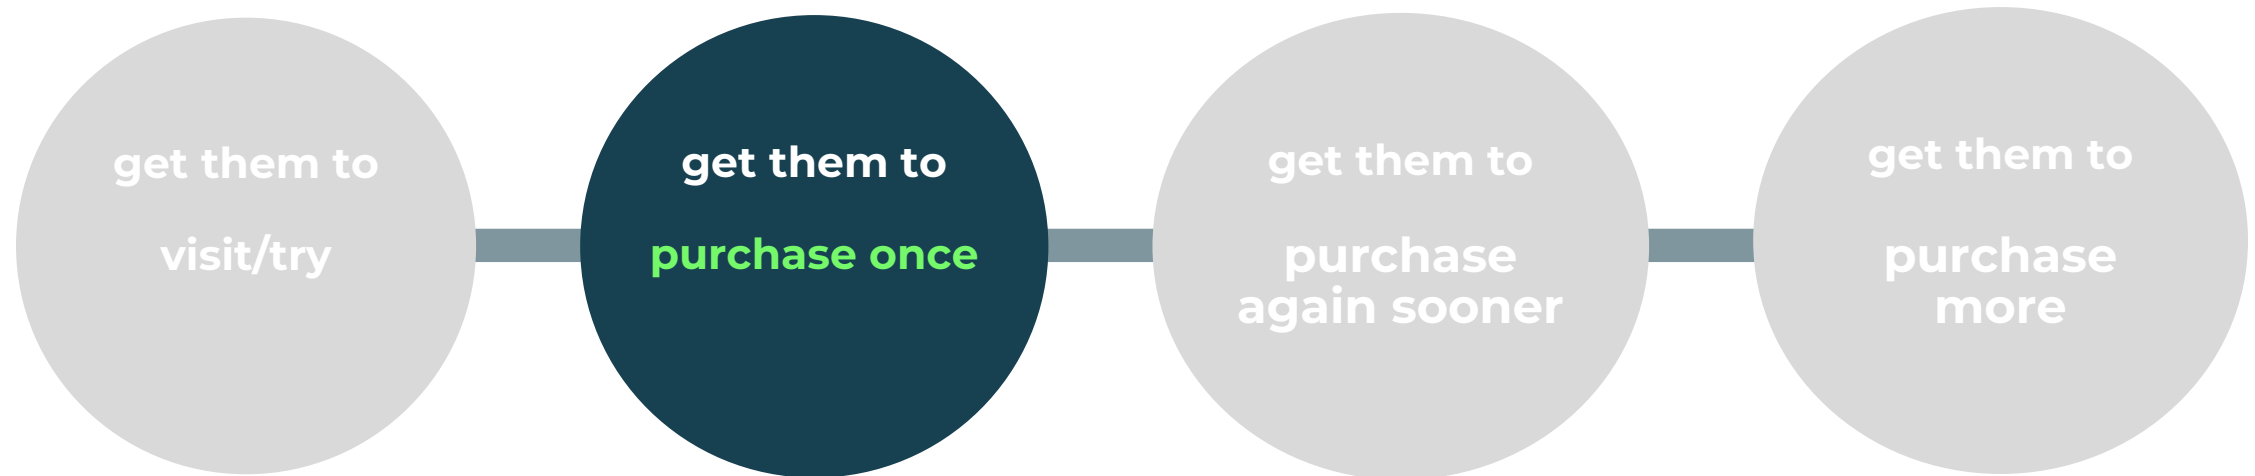 get them to
visit/try
get them to
purchase once
get them to
purchase
again sooner
get them to
purchase
more